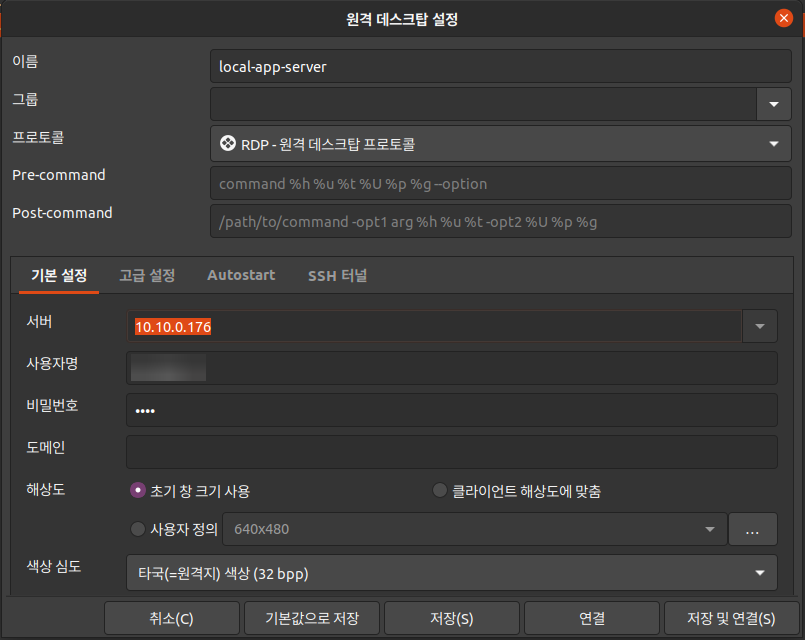 원격 데스크탑 설정
이름 local-app-server
그룹
프로토콜 RDP - 원격 데스크탑 프로토콜
Pre-command command %h %u %t %U %p %g --option
Post-command /path/to/command -opt1 arg %h %u %t -opt2 %U %p %g
기본 설정 고급 설정 Autostart SSH 터널
서버 10.10.0.176
사용자명
비밀번호 ••••
도메인
해상도 초기 창 크기 사용 클라이언트 해상도에 맞춤
사용자 정의 640x480 ...
색상 심도 타국(=원격지) 색상 (32 bpp)
취소(C) 기본값으로 저장 저장(S) 연결 저장 및 연결(S)